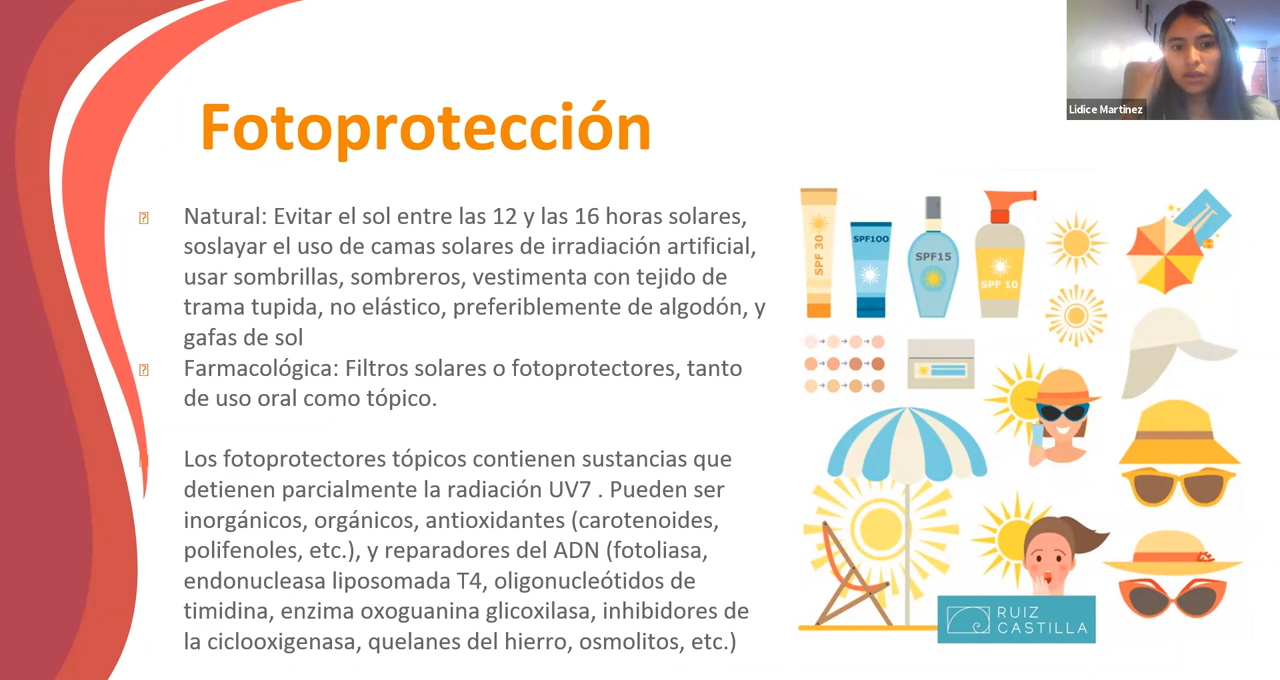 Fotoprotección
Natural: Evitar el sol entre las 12 y las 16 horas solares,
soslayar el uso de camas solares de irradiación artificial,
usar sombrillas, sombreros, vestimenta con tejido de
trama tupida, no elástico, preferiblemente de algodón, y
gafas de sol
Farmacológica: Filtros solares o fotoprotectores, tanto
de uso oral como tópico.
Los fotoprotectores tópicos contienen sustancias que
detienen parcialmente la radiación UV7 . Pueden ser
inorgánicos, orgánicos, antioxidantes (carotenoides,
polifenoles, etc.), y reparadores del ADN (fotoliasa,
endonucleasa liposomada T4, oligonucleótidos de
timidina, enzima oxoguanina glicoxilasa, inhibidores de
la ciclooxigenasa, quelanes del hierro, osmolitos, etc.)
Lidice Martinez
SPF 30
SPF100
SPF15
SPF 10
RUIZ
CASTILLA